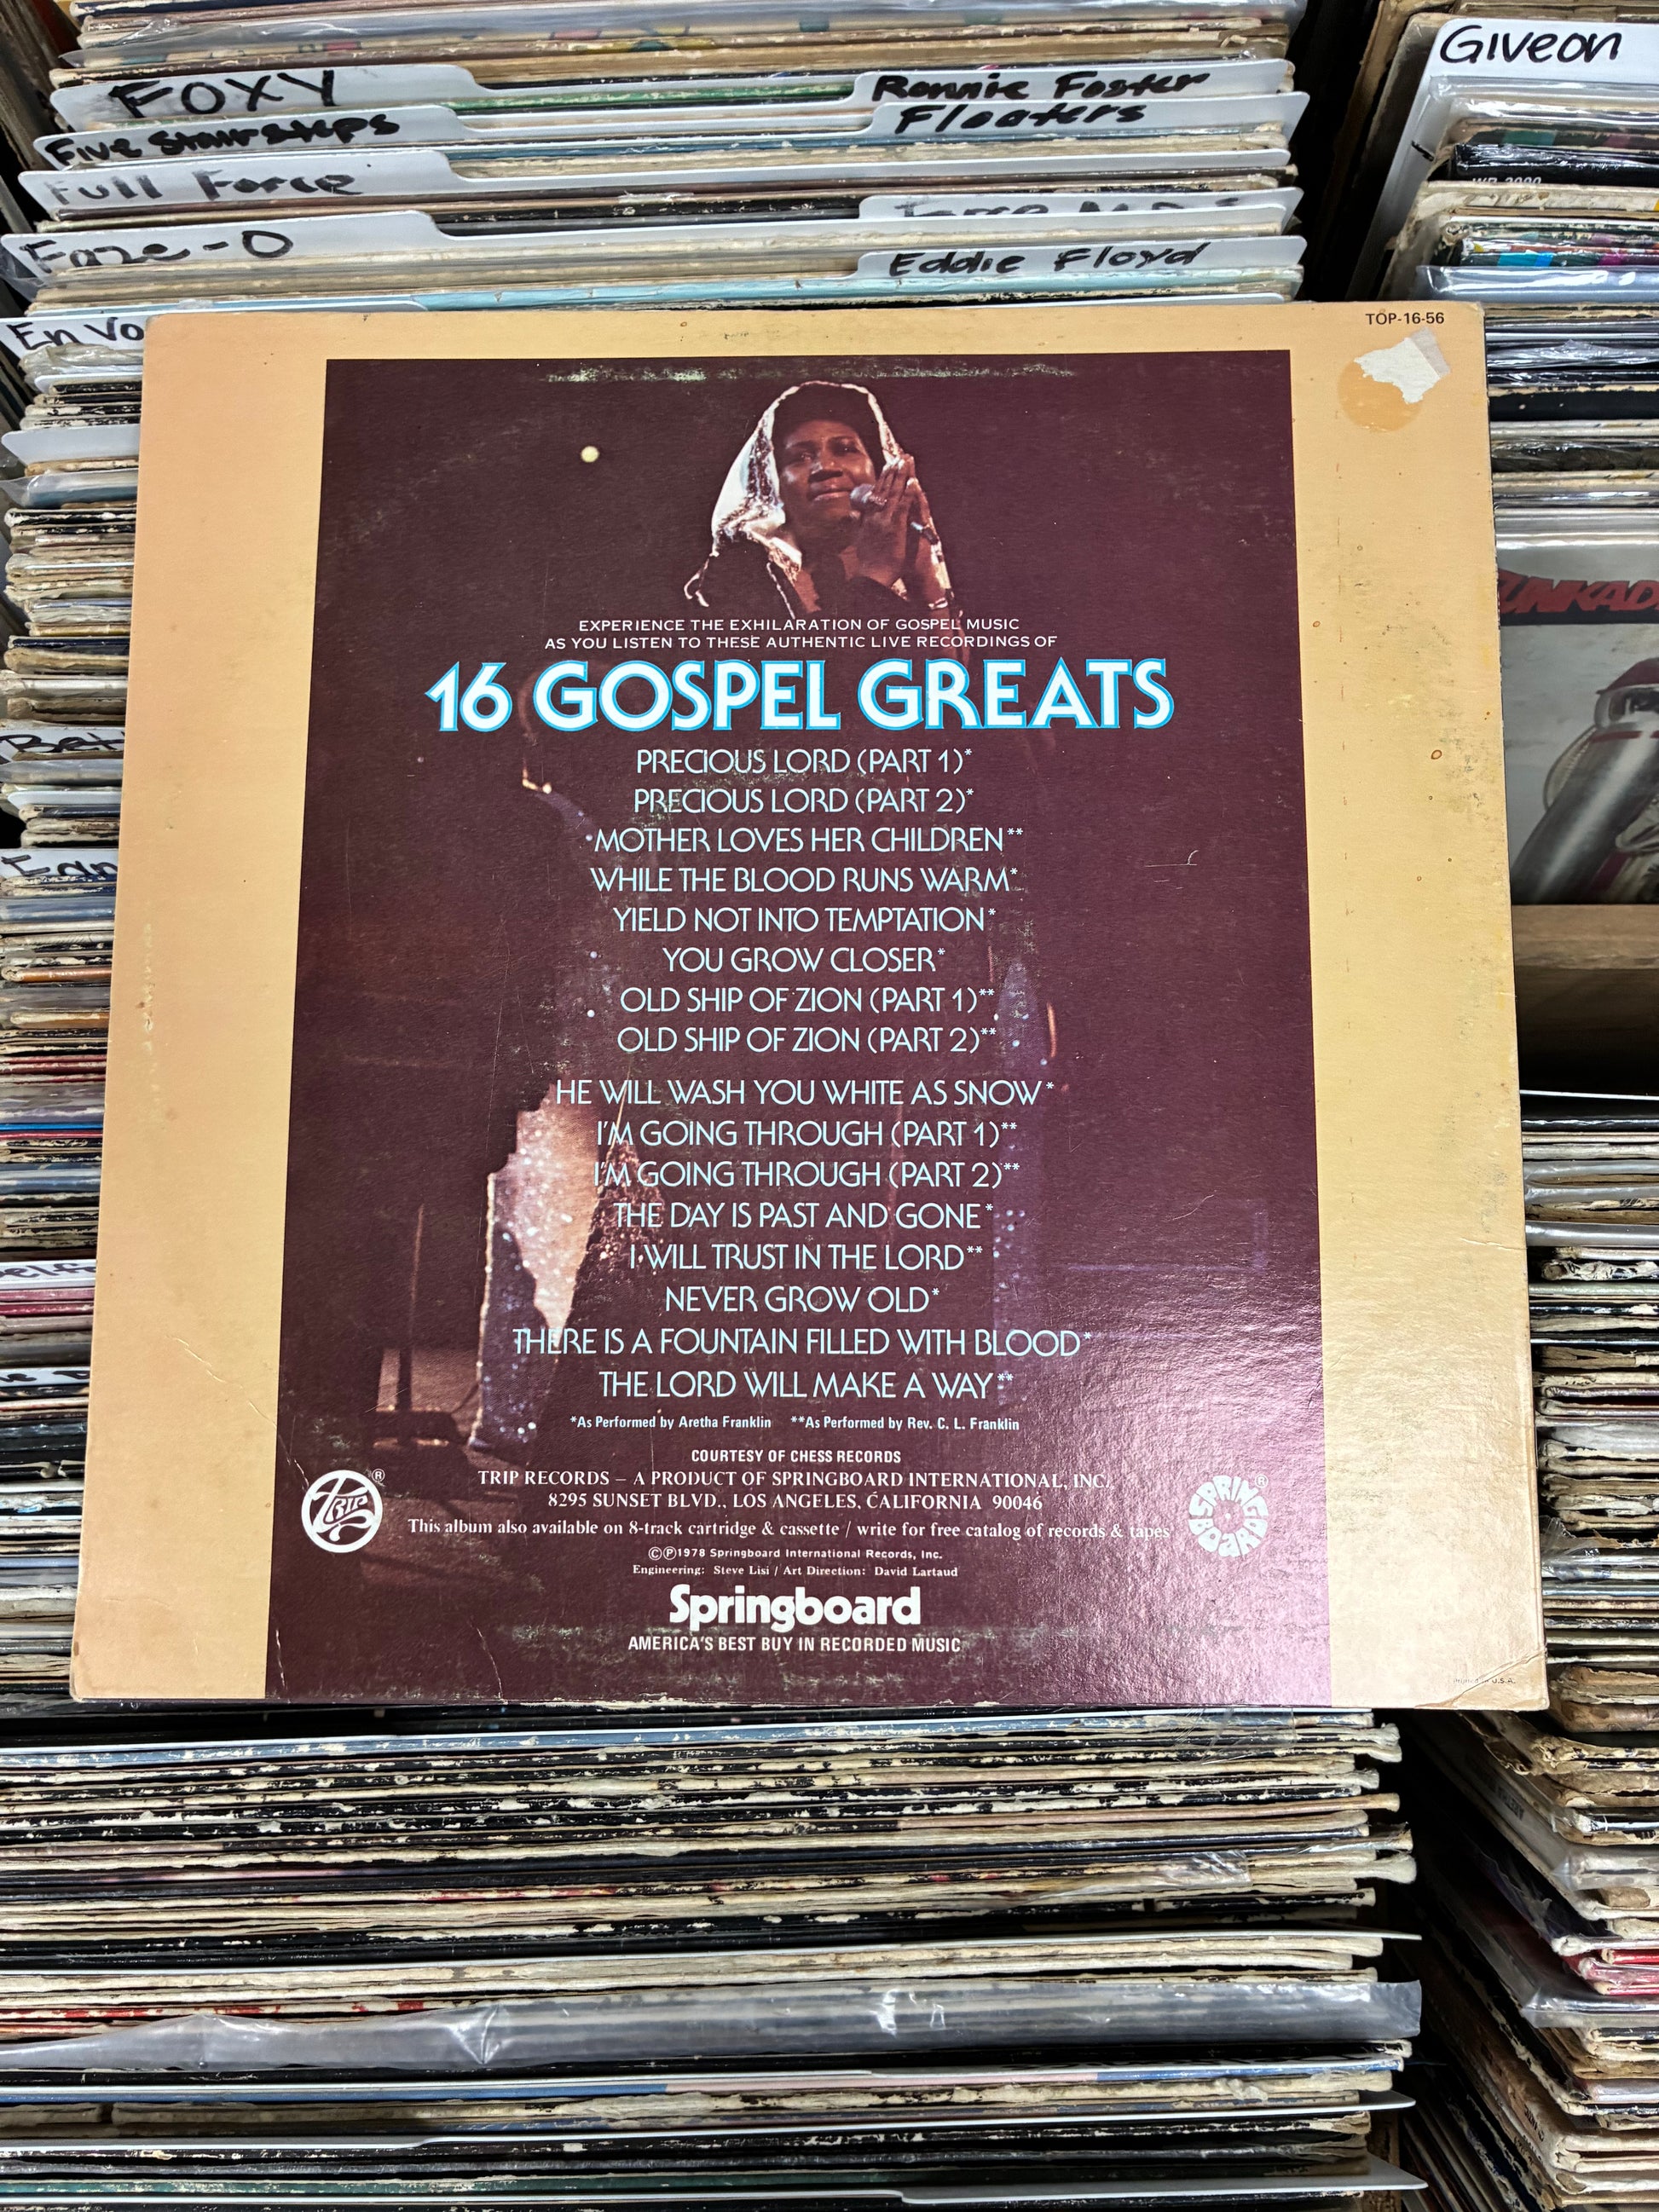 Giveon
FOXY
Ronnie Foster
Five Stairsteps
Floaters
Full Force
Faze-O
Eddie Floyd
En Vo
TOP-16-56
EXPERIENCE THE EXHILARATION OF GOSPEL MUSIC
AS YOU LISTEN TO THESE AUTHENTIC LIVE RECORDINGS OF
16 GOSPEL GREATS
PRECIOUS LORD (PART 1)*
PRECIOUS LORD (PART 2)*
MOTHER LOVES HER CHILDREN**
WHILE THE BLOOD RUNS WARM*
YIELD NOT INTO TEMPTATION*
YOU GROW CLOSER*
OLD SHIP OF ZION (PART 1)**
OLD SHIP OF ZION (PART 2)**
HE WILL WASH YOU WHITE AS SNOW*
I'M GOING THROUGH (PART 1)**
I'M GOING THROUGH (PART 2)**
THE DAY IS PAST AND GONE*
I WILL TRUST IN THE LORD**
NEVER GROW OLD*
THERE IS A FOUNTAIN FILLED WITH BLOOD*
THE LORD WILL MAKE A WAY**
*As Performed by Aretha Franklin **As Performed by Rev. C. L. Franklin
COURTESY OF CHESS RECORDS
TRIP RECORDS – A PRODUCT OF SPRINGBOARD INTERNATIONAL, INC.
8295 SUNSET BLVD., LOS ANGELES, CALIFORNIA 90046
TRIP ®
SPRING BOARD ®
This album also available on 8-track cartridge & cassette / write for free catalog of records & tapes
©℗1978 Springboard International Records, Inc.
Engineering: Steve Lisi / Art Direction: David Lartaud
Springboard
AMERICA'S BEST BUY IN RECORDED MUSIC
U.S.A.